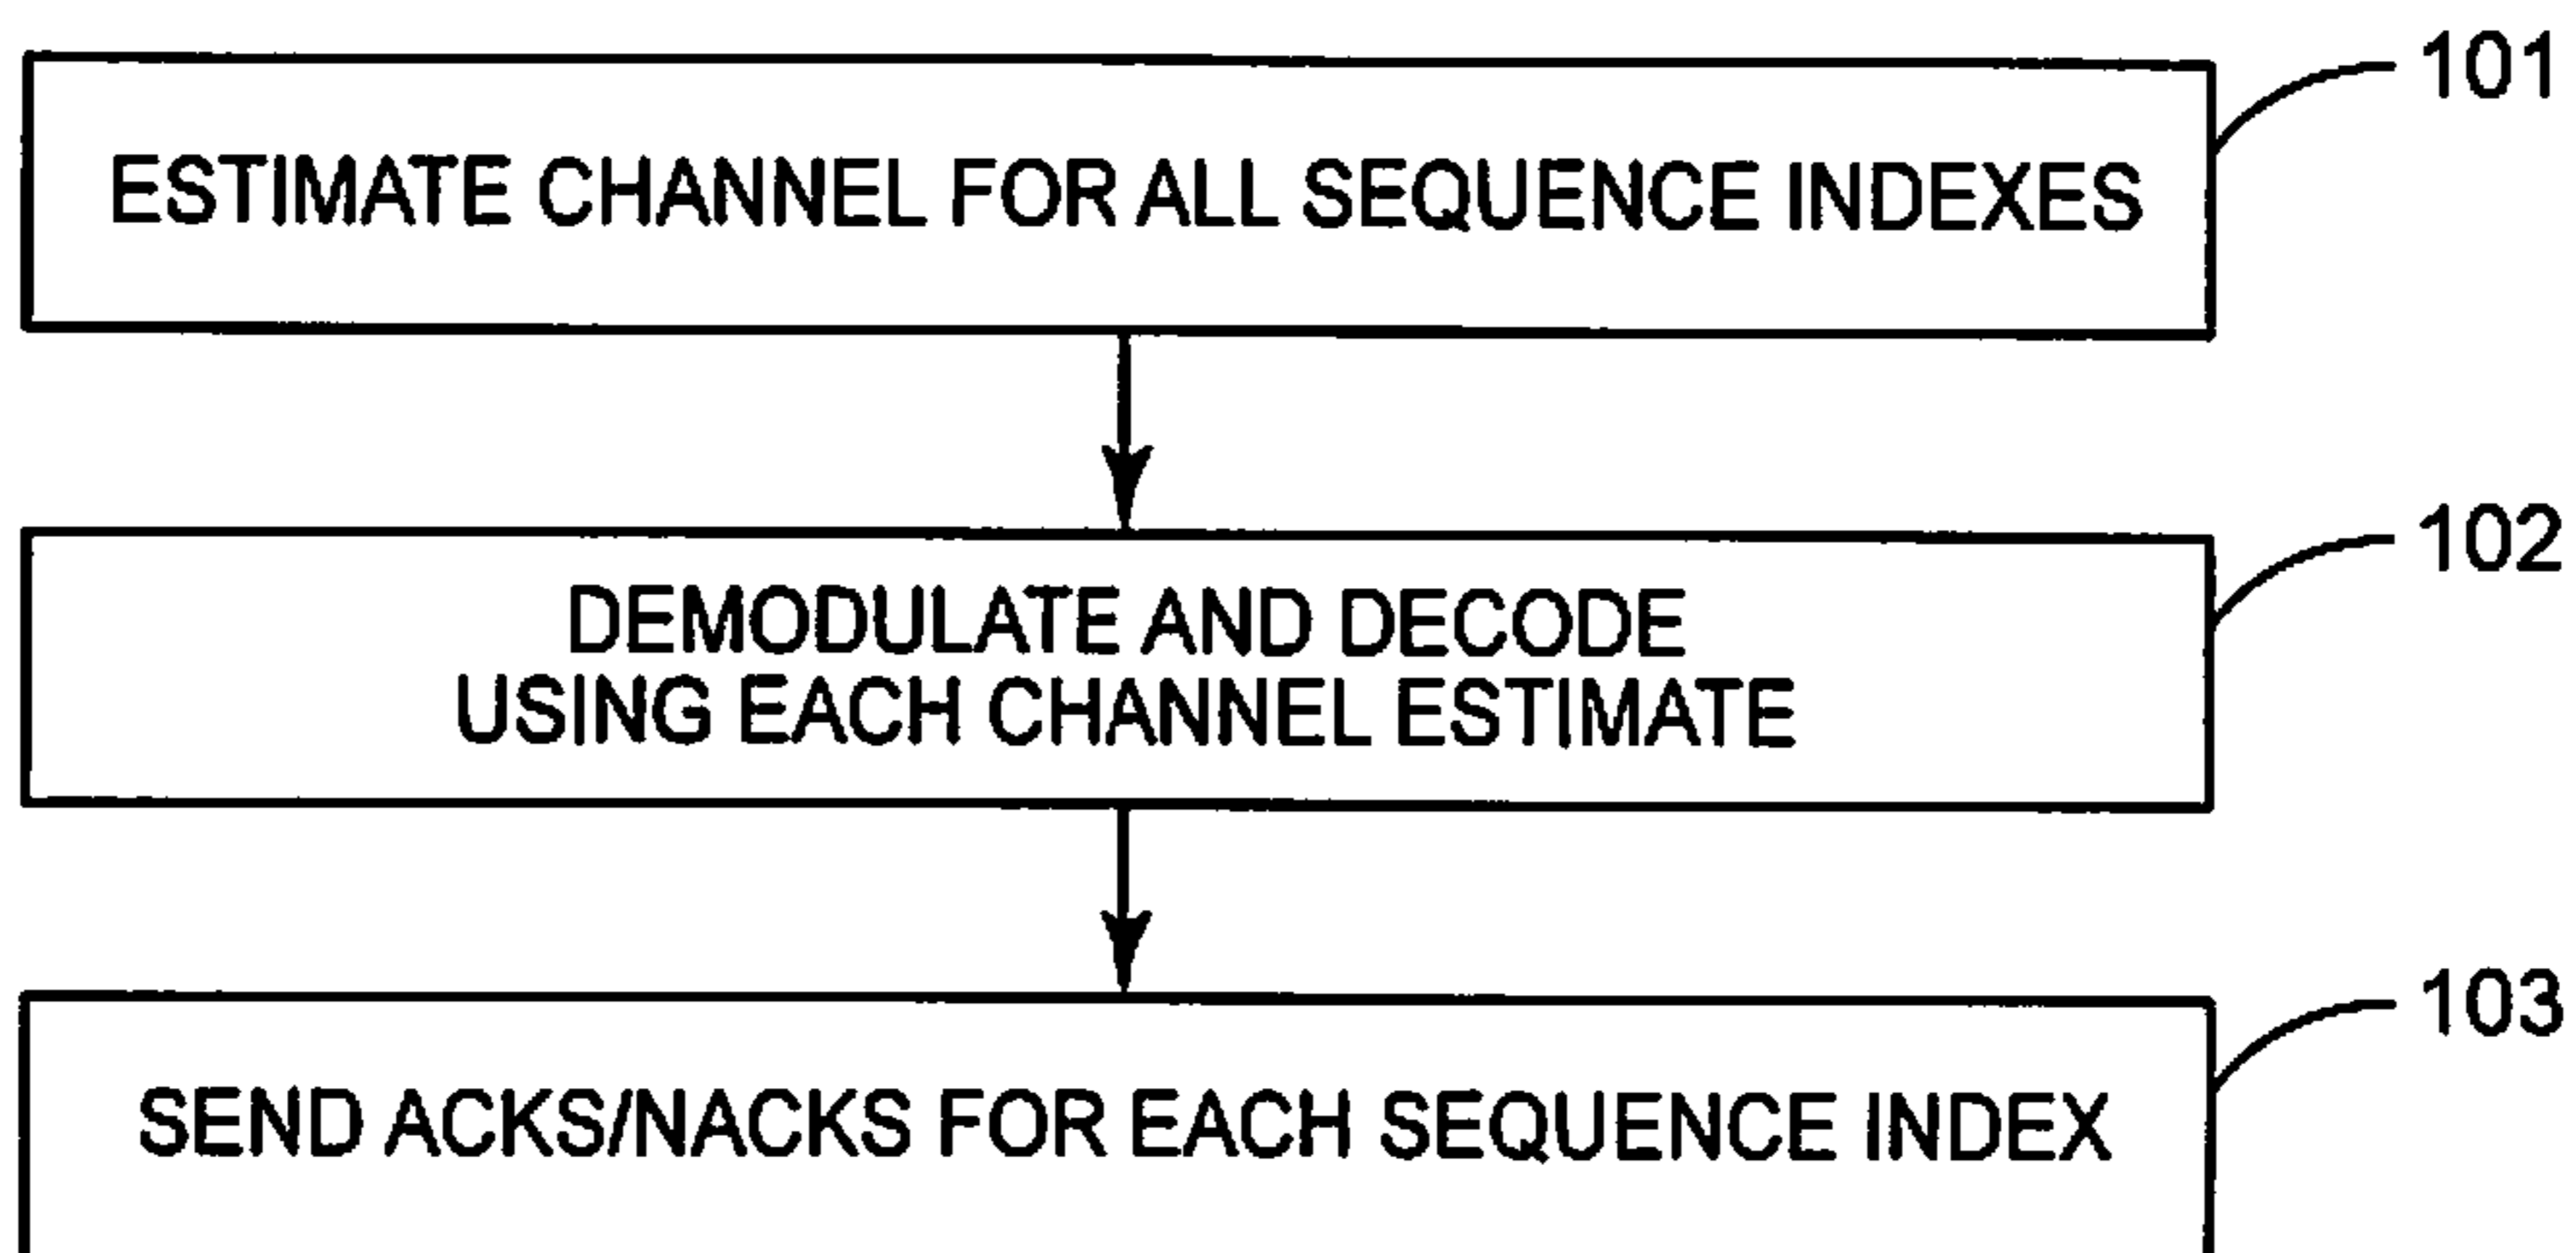 101
ESTIMATE CHANNEL FOR ALL SEQUENCE INDEXES
102
DEMODULATE AND DECODE
USING EACH CHANNEL ESTIMATE
103
SEND ACKS/NACKS FOR EACH SEQUENCE INDEX